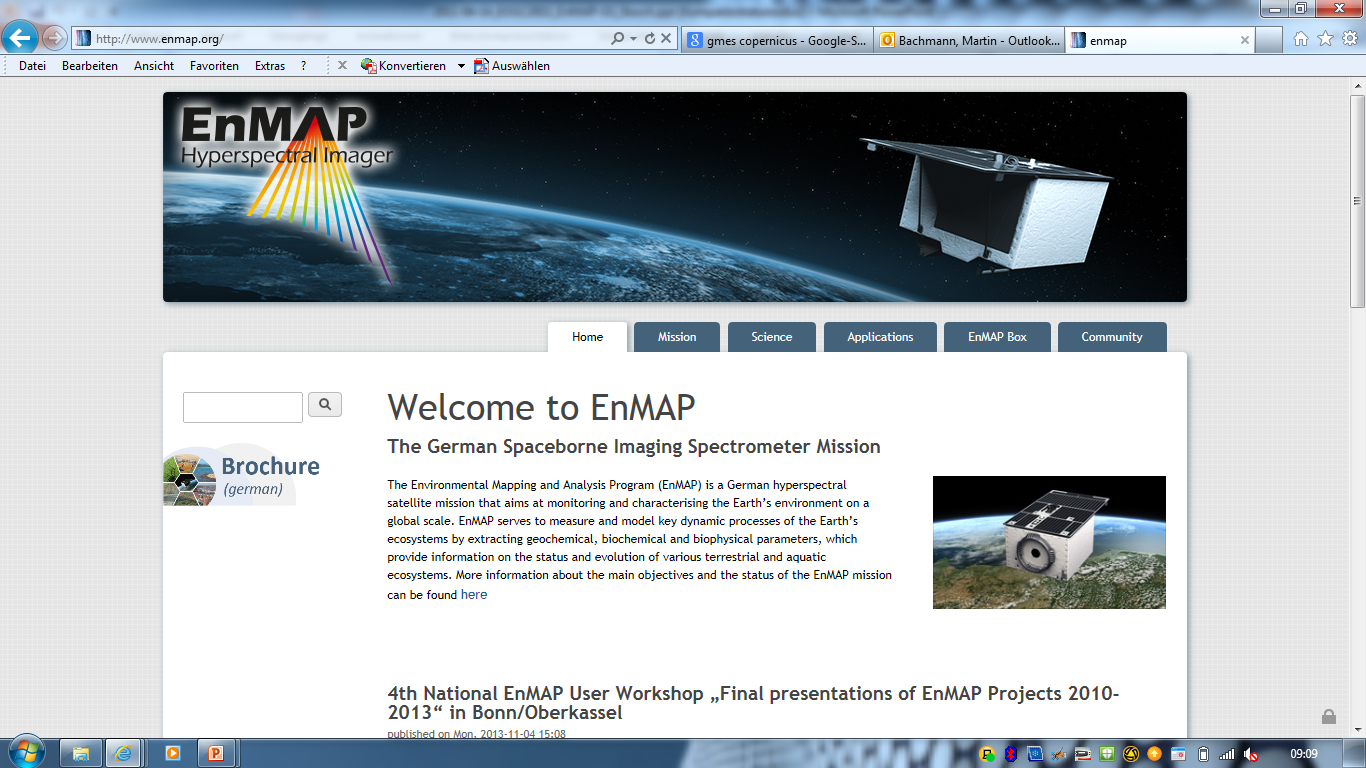 http://www.enmap.org/
gmes copernicus - Google-S...
Bachmann, Martin - Outlook...
enmap
Datei Bearbeiten Ansicht Favoriten Extras ? Konvertieren Auswählen
EnMAP
Hyperspectral Imager
Home Mission Science Applications EnMAP Box Community
Welcome to EnMAP
The German Spaceborne Imaging Spectrometer Mission
Brochure
(german)
The Environmental Mapping and Analysis Program (EnMAP) is a German hyperspectral
satellite mission that aims at monitoring and characterising the Earth’s environment on a
global scale. EnMAP serves to measure and model key dynamic processes of the Earth’s
ecosystems by extracting geochemical, biochemical and biophysical parameters, which
provide information on the status and evolution of various terrestrial and aquatic
ecosystems. More information about the main objectives and the status of the EnMAP mission
can be found here
4th National EnMAP User Workshop „Final presentations of EnMAP Projects 2010-
2013“ in Bonn/Oberkassel
published on Mon, 2013-11-04 15:08
09:09